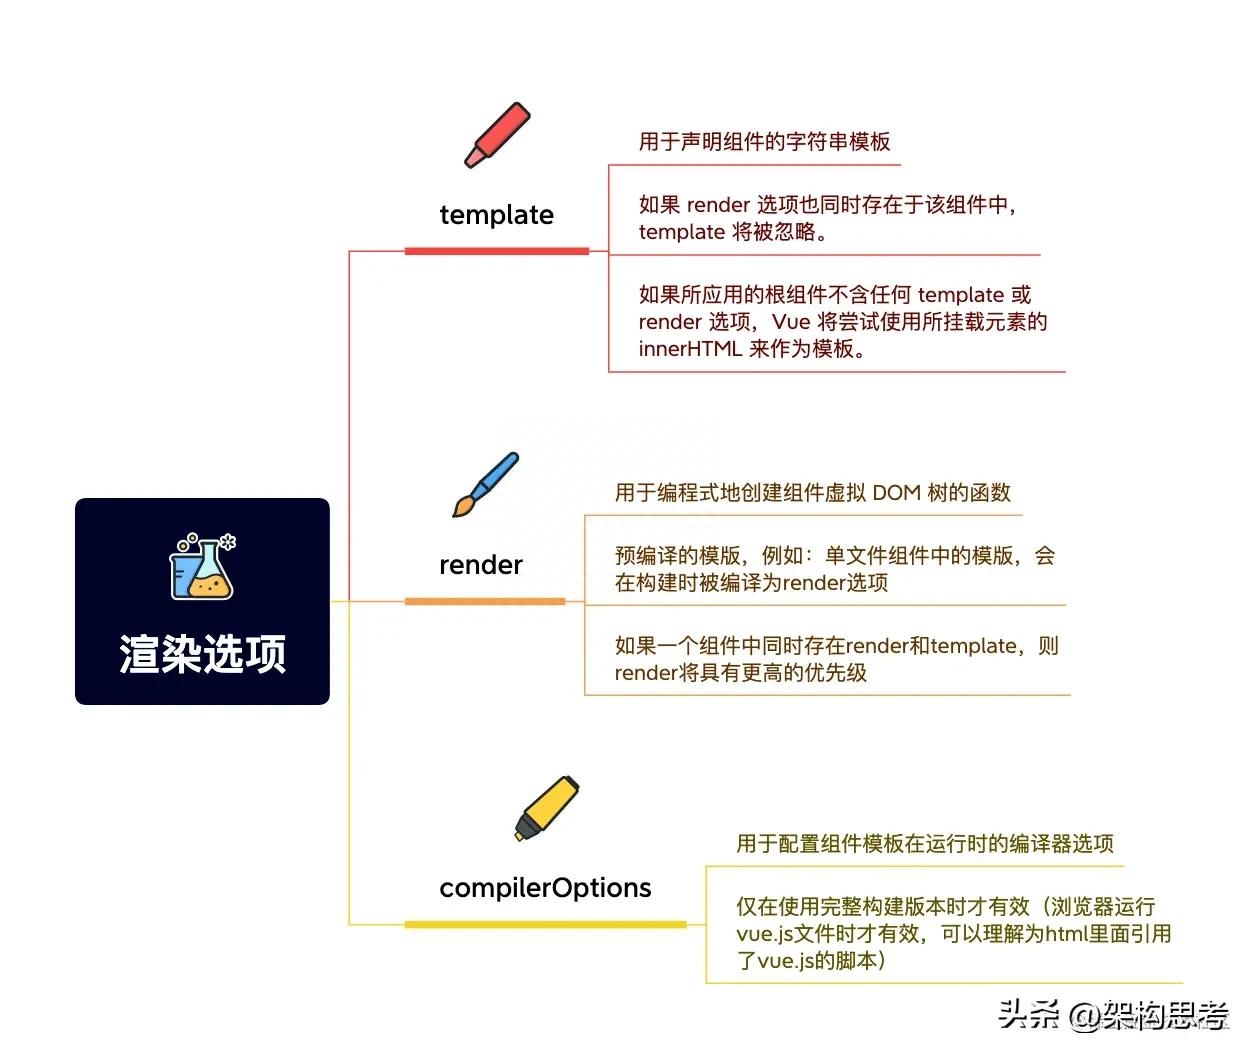 用于声明组件的字符串模板
template
如果 render 选项也同时存在于该组件中，
template 将被忽略。
如果所应用的根组件不含任何 template 或
render 选项，Vue 将尝试使用所挂载元素的
innerHTML 来作为模板。
渲染选项
render
用于编程式地创建组件虚拟 DOM 树的函数
预编译的模版，例如：单文件组件中的模版，会
在构建时被编译为render选项
如果一个组件中同时存在render和template，则
render将具有更高的优先级
compilerOptions
用于配置组件模板在运行时的编译器选项
仅在使用完整构建版本时才有效（浏览器运行
vue.js文件时才有效，可以理解为html里面引用
了vue.js的脚本）
头条 @架构思考